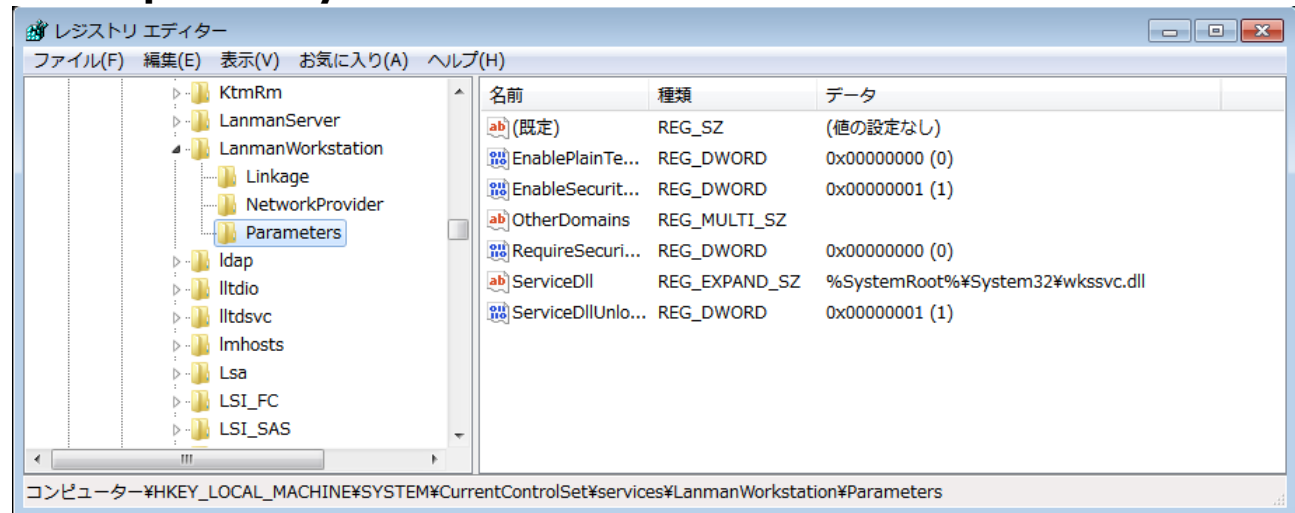 レジストリ エディター
ファイル(F) 編集(E) 表示(V) お気に入り(A) ヘルプ(H)
KtmRm
LanmanServer
LanmanWorkstation
Linkage
NetworkProvider
Parameters
ldap
lltdio
lltdsvc
lmhosts
Lsa
LSI_FC
LSI_SAS
名前 種類 データ
(既定) REG_SZ (値の設定なし)
EnablePlainTe... REG_DWORD 0x00000000 (0)
EnableSecurit... REG_DWORD 0x00000001 (1)
OtherDomains REG_MULTI_SZ
RequireSecuri... REG_DWORD 0x00000000 (0)
ServiceDll REG_EXPAND_SZ %SystemRoot%¥System32¥wkssvc.dll
ServiceDllUnlo... REG_DWORD 0x00000001 (1)
コンピューター¥HKEY_LOCAL_MACHINE¥SYSTEM¥CurrentControlSet¥services¥LanmanWorkstation¥Parameters